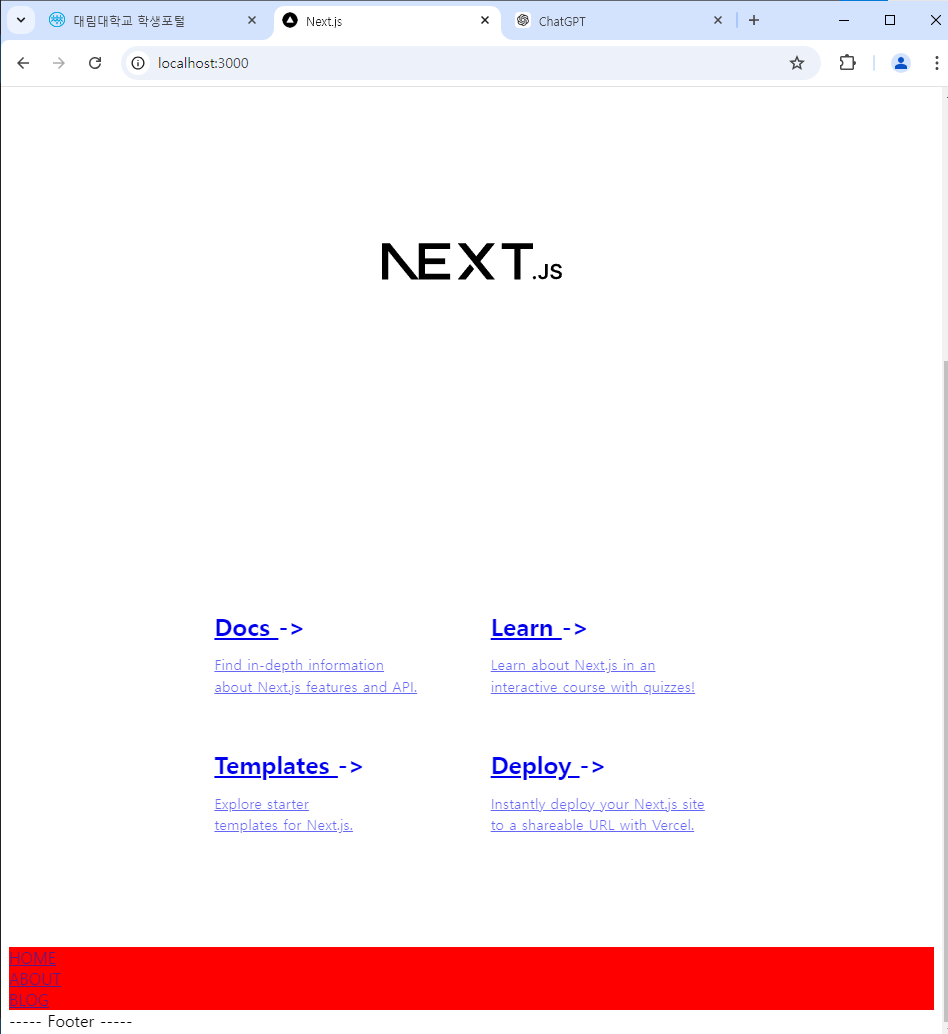 대림대학교 학생포털
Next.js
ChatGPT
localhost:3000
NEXT.JS
Docs ->
Find in-depth information
about Next.js features and API.
Learn ->
Learn about Next.js in an
interactive course with quizzes!
Templates ->
Explore starter
templates for Next.js.
Deploy ->
Instantly deploy your Next.js site
to a shareable URL with Vercel.
HOME
ABOUT
BLOG
----- Footer -----